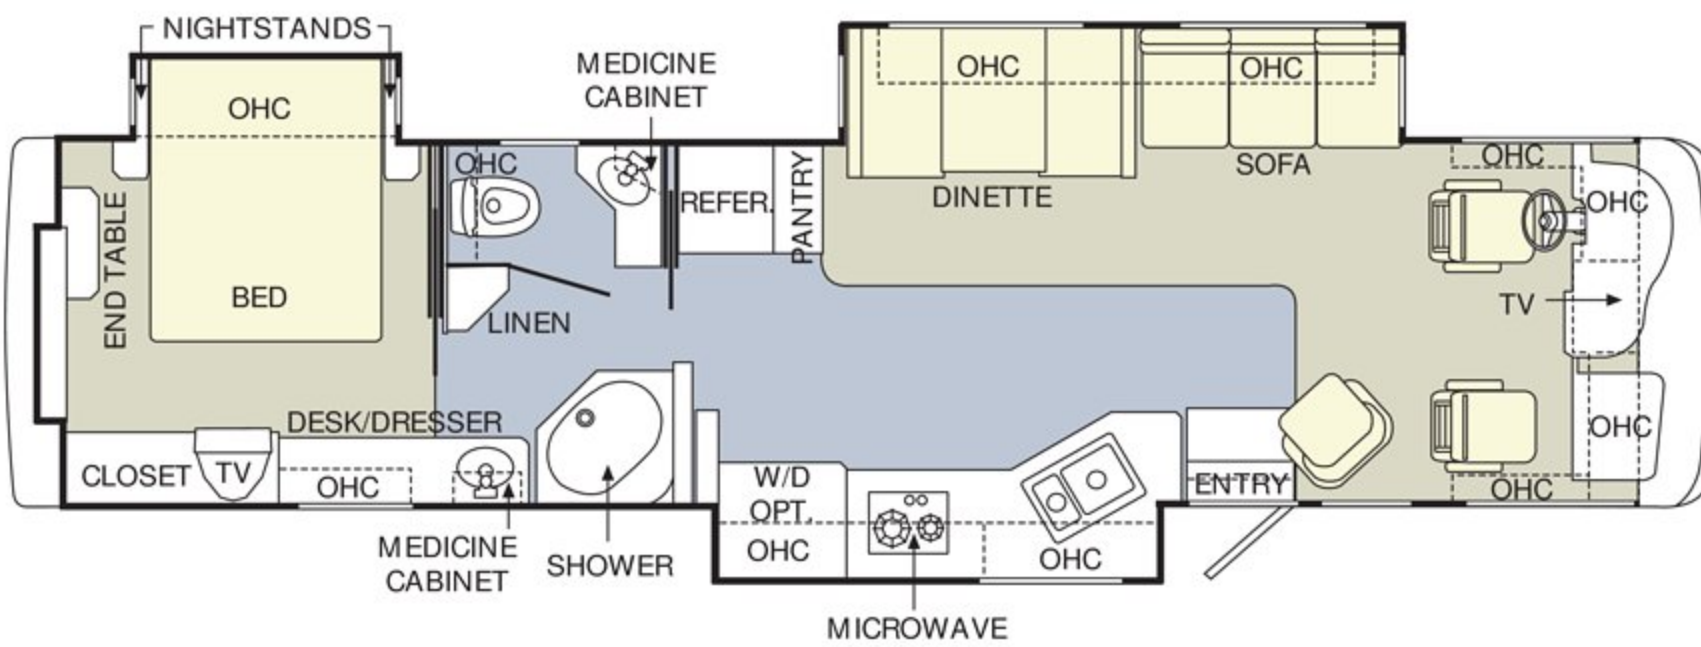 NIGHTSTANDS
MEDICINE
CABINET
OHC
OHC
OHC
OHC
REFER.
PANTRY
DINETTE
SOFA
OHC
OHC
END TABLE
BED
LINEN
TV
DESK/DRESSER
CLOSET
TV
OHC
W/D
OPT.
OHC
OHC
ENTRY
OHC
OHC
MEDICINE
CABINET
SHOWER
MICROWAVE